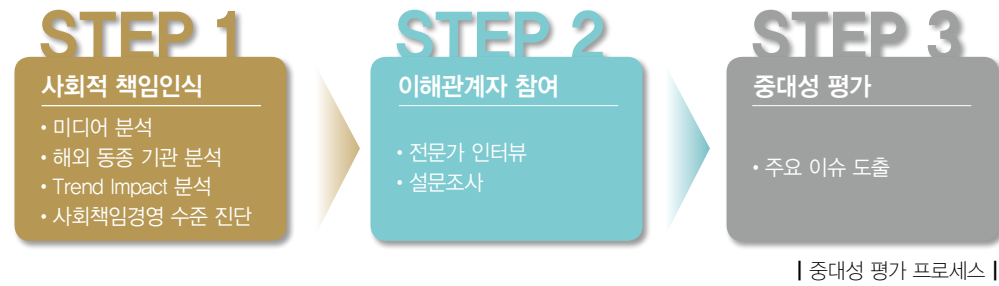 STEP 1
사회적 책임인식
• 미디어 분석
• 해외 동종 기관 분석
• Trend Impact 분석
• 사회책임경영 수준 진단
STEP 2
이해관계자 참여
• 전문가 인터뷰
• 설문조사
STEP 3
중대성 평가
• 주요 이슈 도출
┃중대성 평가 프로세스┃